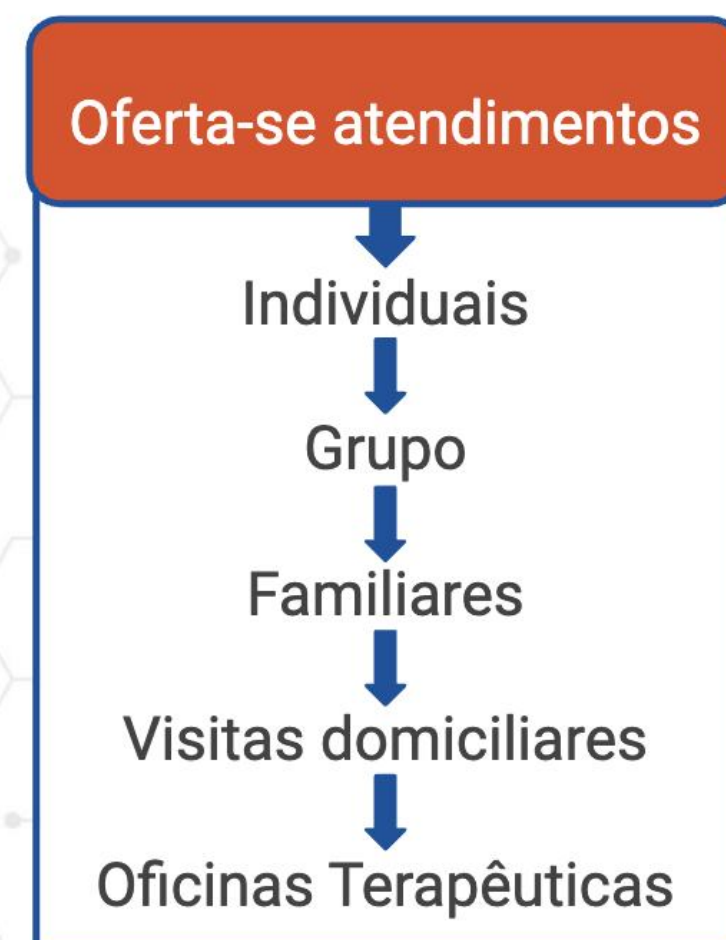 Oferta-se atendimentos
Individuais
Grupo
Familiares
Visitas domiciliares
Oficinas Terapêuticas